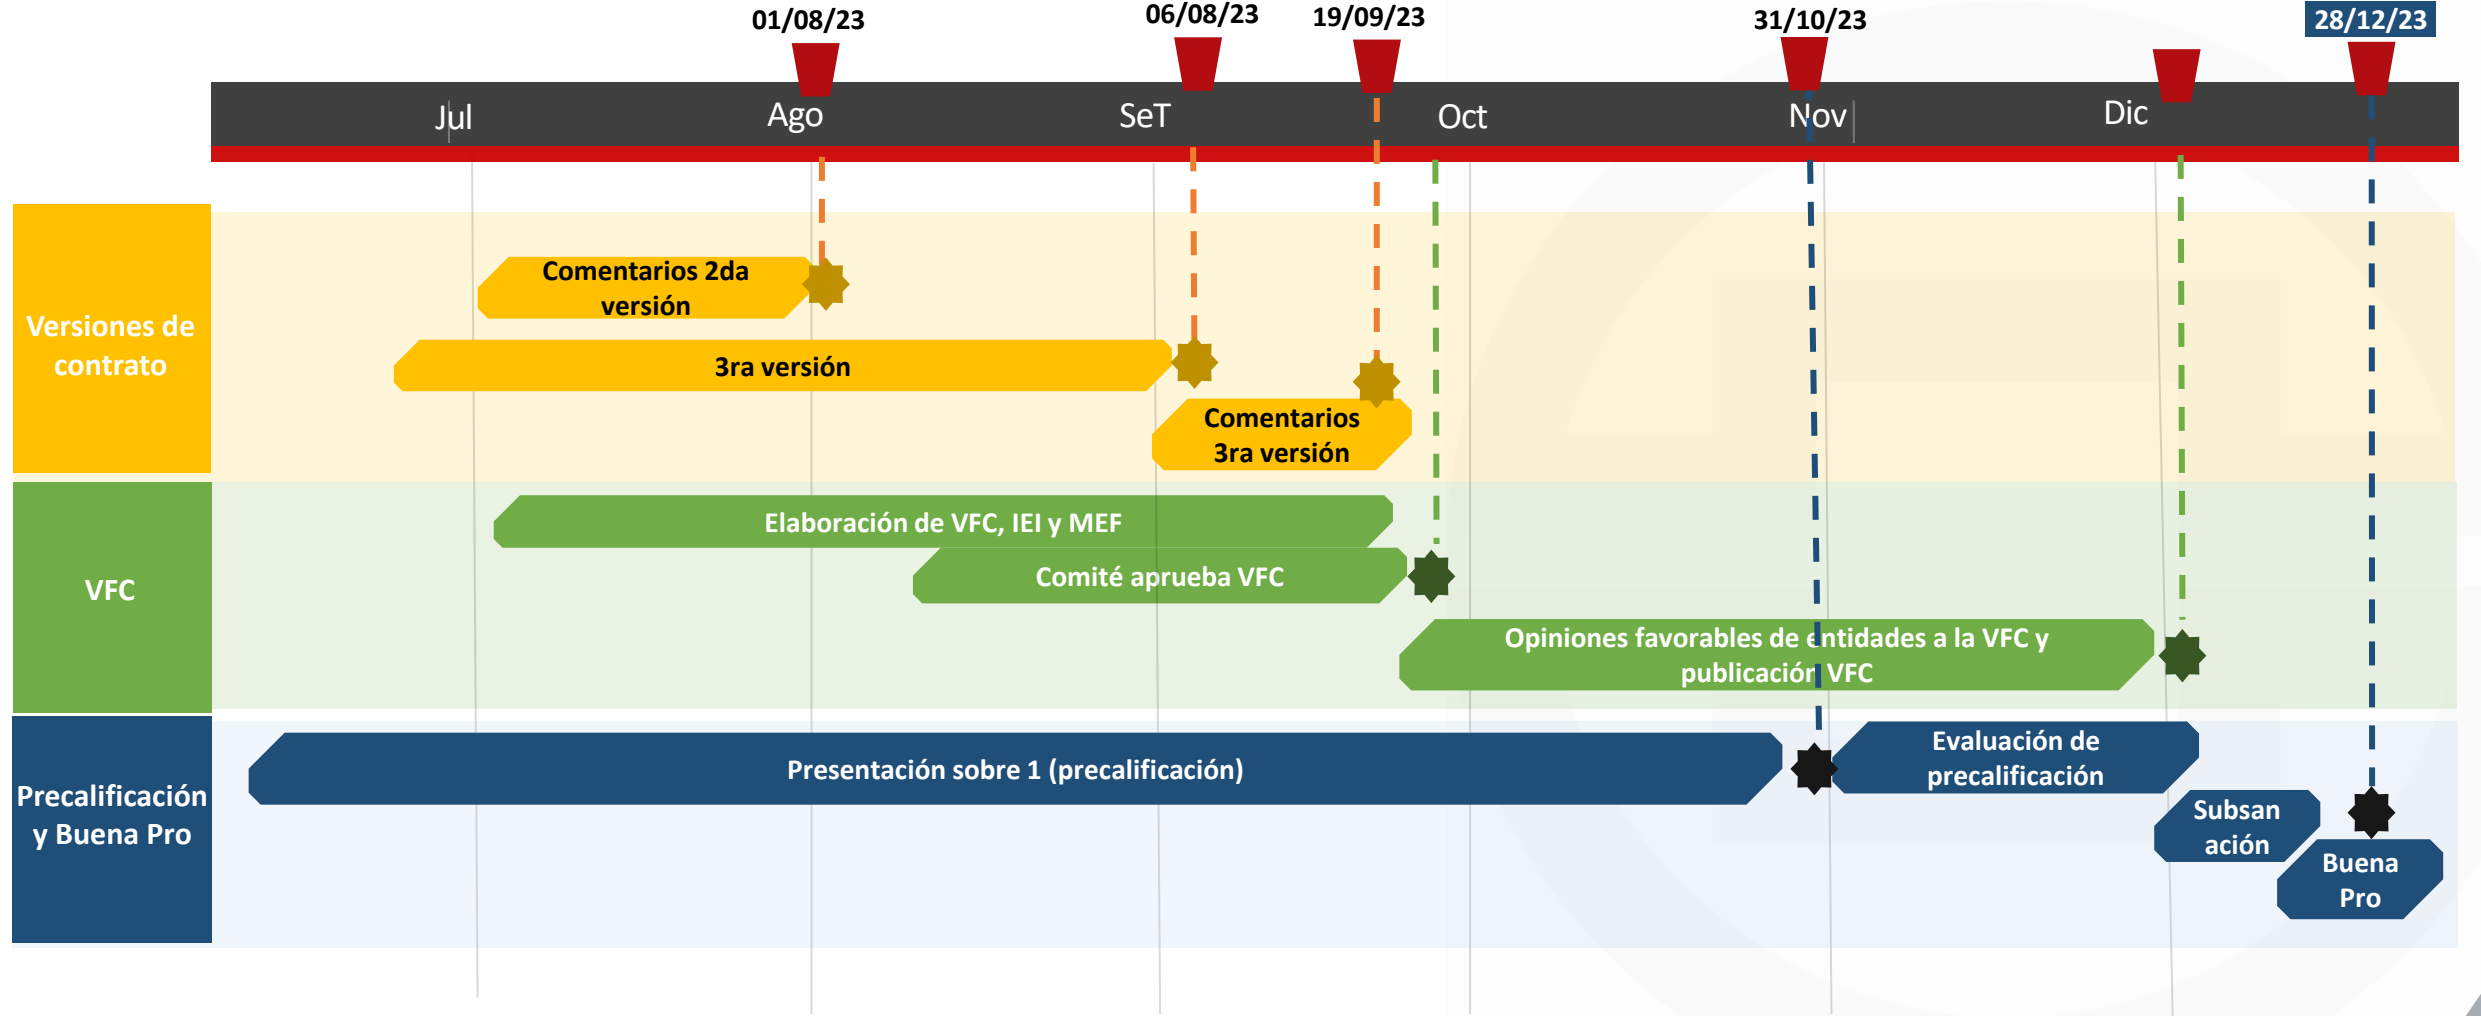 01/08/23
06/08/23
19/09/23
31/10/23
28/12/23
Jul
Ago
SeT
Oct
Nov
Dic
Versiones de
contrato
Comentarios 2da
versión
3ra versión
Comentarios
3ra versión
VFC
Elaboración de VFC, IEI y MEF
Comité aprueba VFC
Opiniones favorables de entidades a la VFC y
publicación VFC
Precalificación
y Buena Pro
Presentación sobre 1 (precalificación)
Evaluación de
precalificación
Subsan
ación
Buena
Pro